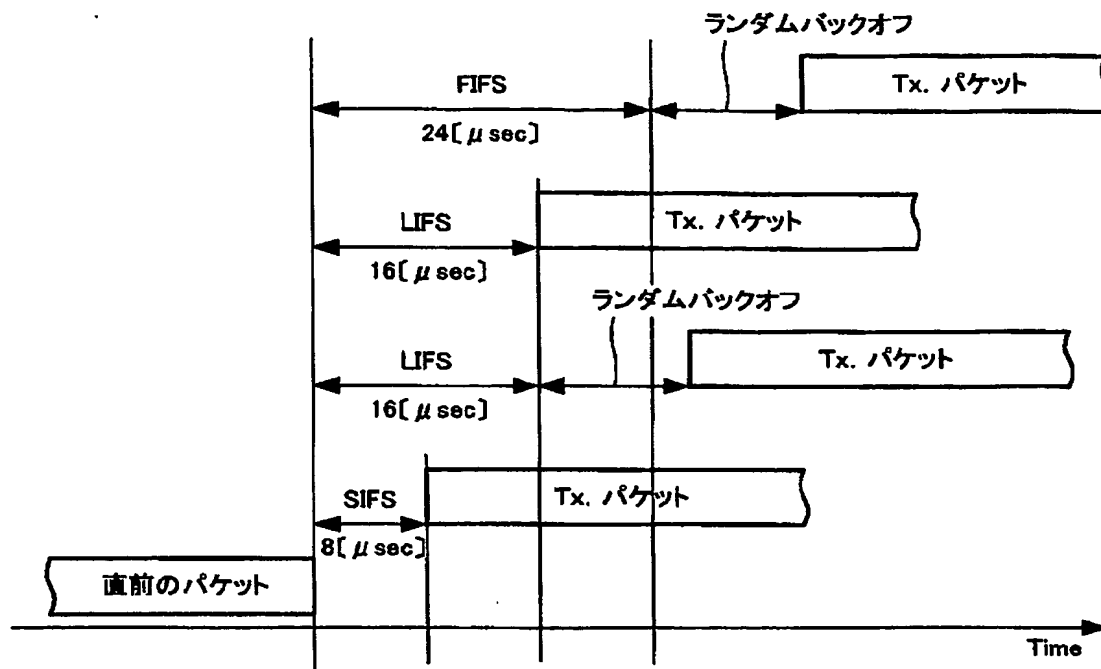 ランダムバックオフ
FIFS
Tx. パケット
24[μsec]
LIFS
Tx. パケット
16[μsec]
ランダムバックオフ
LIFS
Tx. パケット
16[μsec]
SIFS
Tx. パケット
8[μsec]
直前のパケット
Time